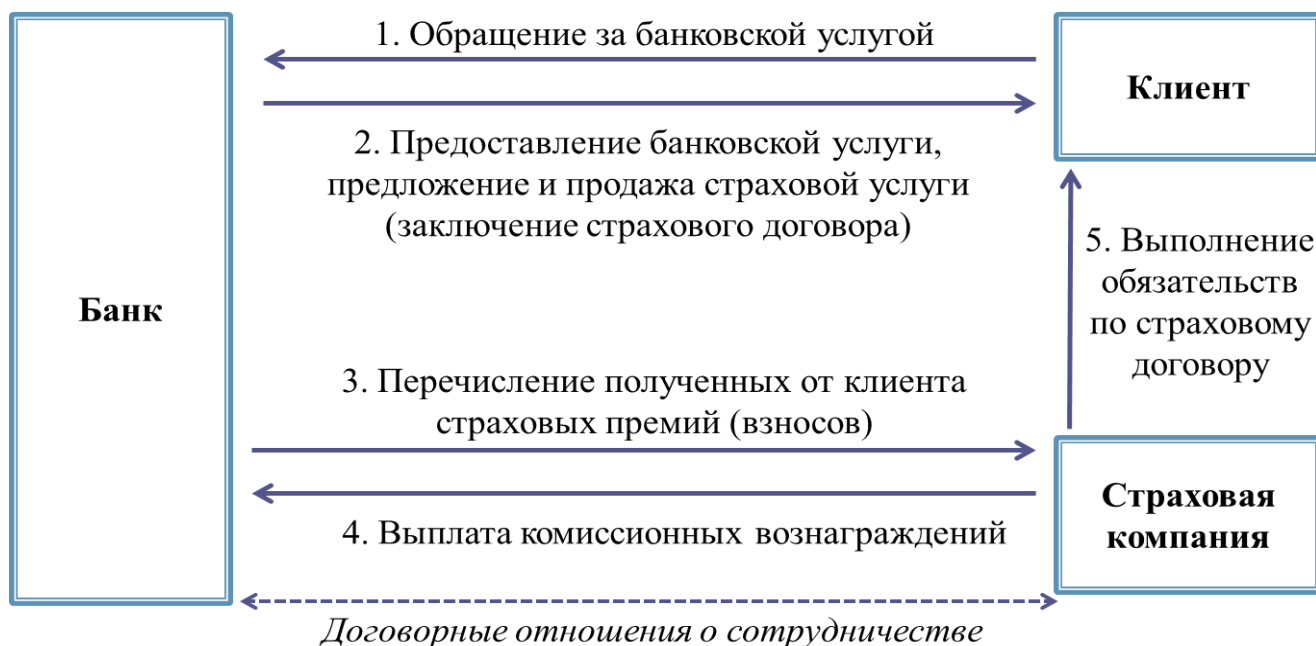 1. Обращение за банковской услугой
Клиент
2. Предоставление банковской услуги,
предложение и продажа страховой услуги
(заключение страхового договора)
5. Выполнение
обязательств
по страховому
договору
Банк
3. Перечисление полученных от клиента
страховых премий (взносов)
Страховая
компания
4. Выплата комиссионных вознаграждений
Договорные отношения о сотрудничестве